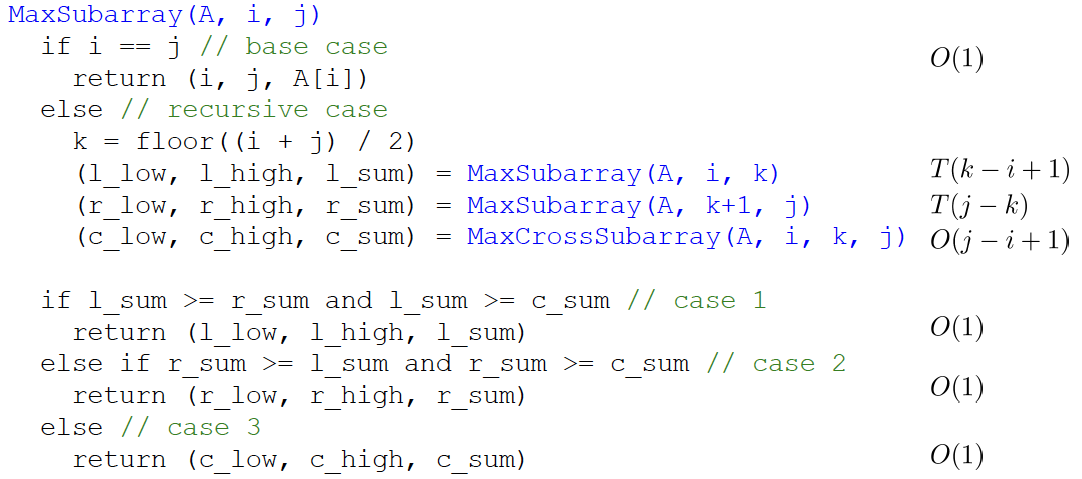 MaxSubarray(A, i, j)
if i == j // base case O(1)
return (i, j, A[i])
else // recursive case
k = floor((i + j) / 2)
(l_low, l_high, l_sum) = MaxSubarray(A, i, k) T(k − i + 1)
(r_low, r_high, r_sum) = MaxSubarray(A, k+1, j) T(j − k)
(c_low, c_high, c_sum) = MaxCrossSubarray(A, i, k, j) O(j − i + 1)
if l_sum >= r_sum and l_sum >= c_sum // case 1
return (l_low, l_high, l_sum) O(1)
else if r_sum >= l_sum and r_sum >= c_sum // case 2
return (r_low, r_high, r_sum) O(1)
else // case 3
return (c_low, c_high, c_sum) O(1)